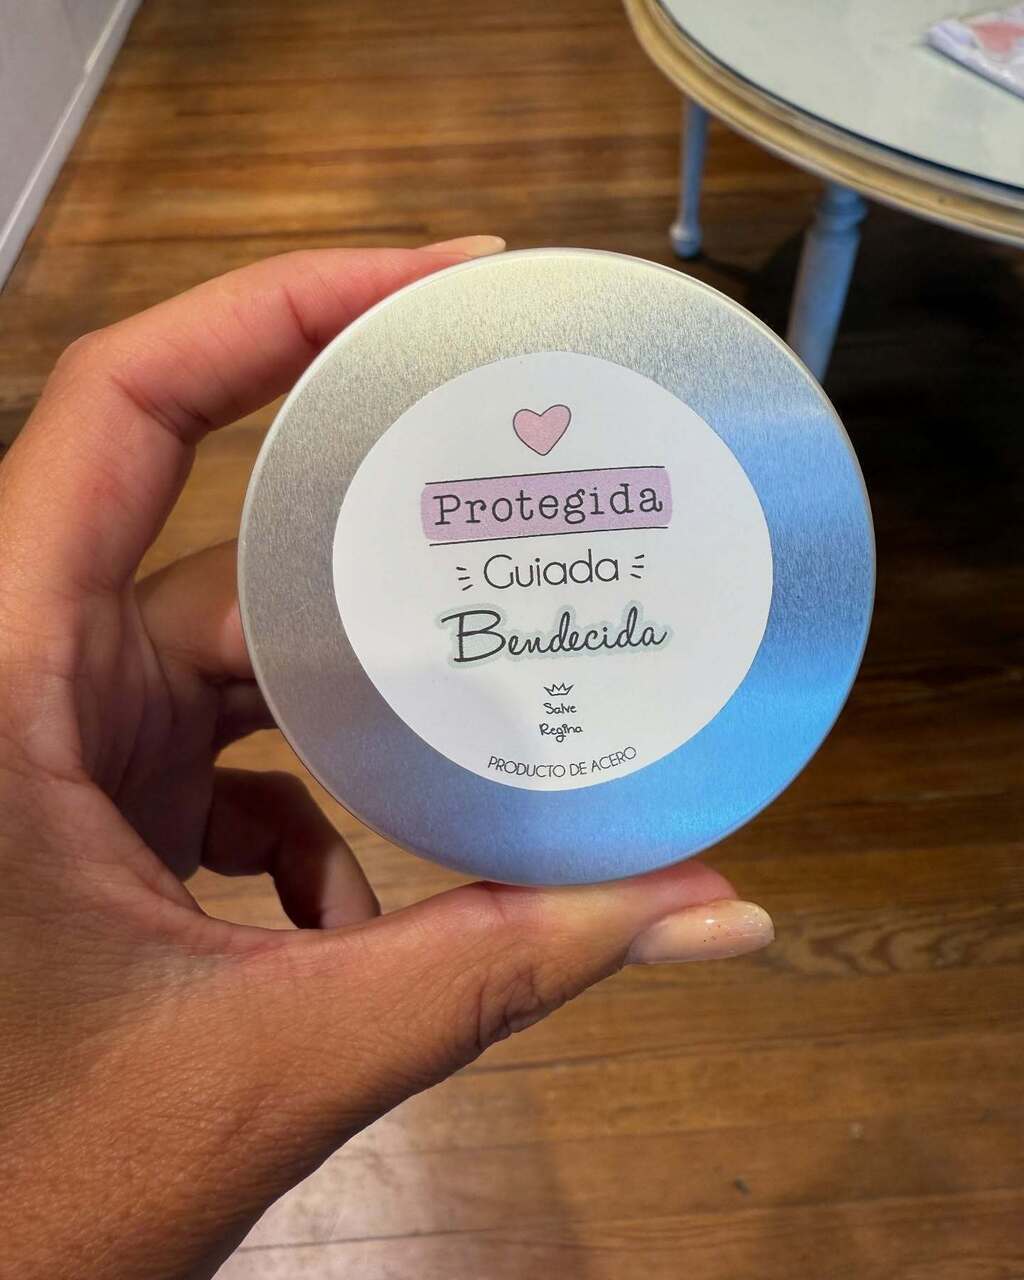 Protegida
Guiada
Bendecida
Salve
Regina
PRODUCTO DE ACERO